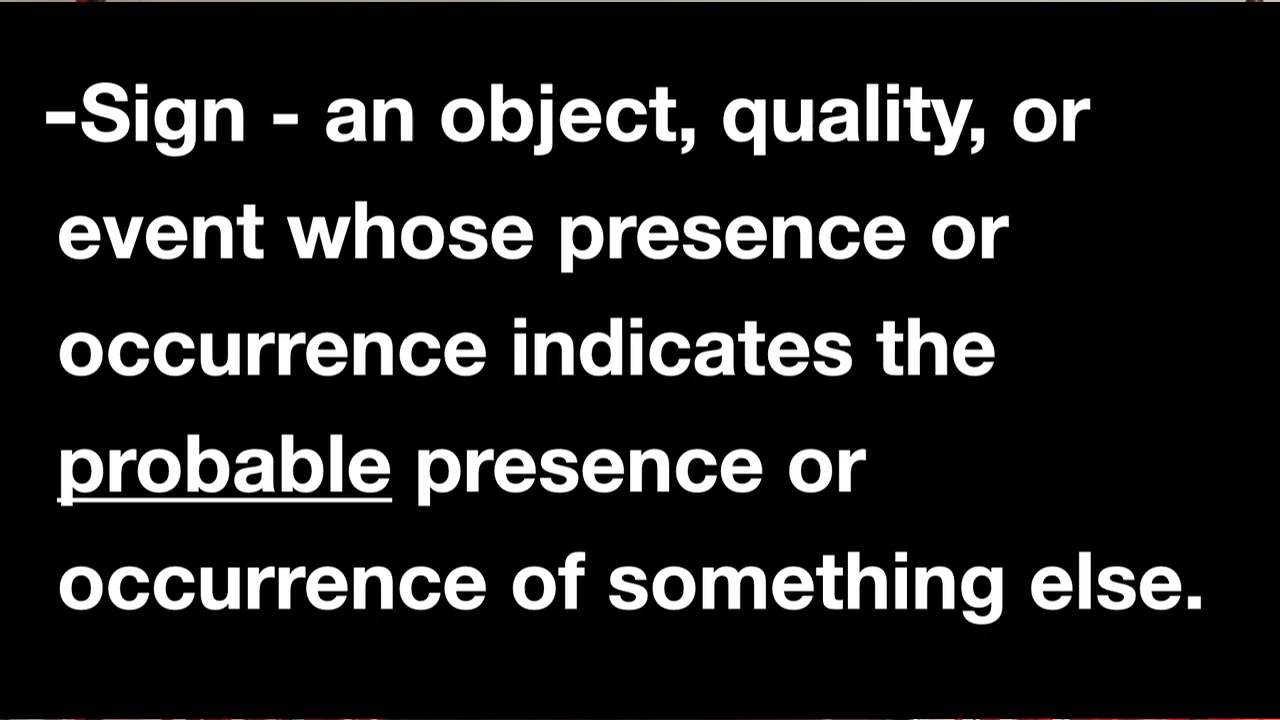 -Sign - an object, quality, or
event whose presence or
occurrence indicates the
probable presence or
occurrence of something else.